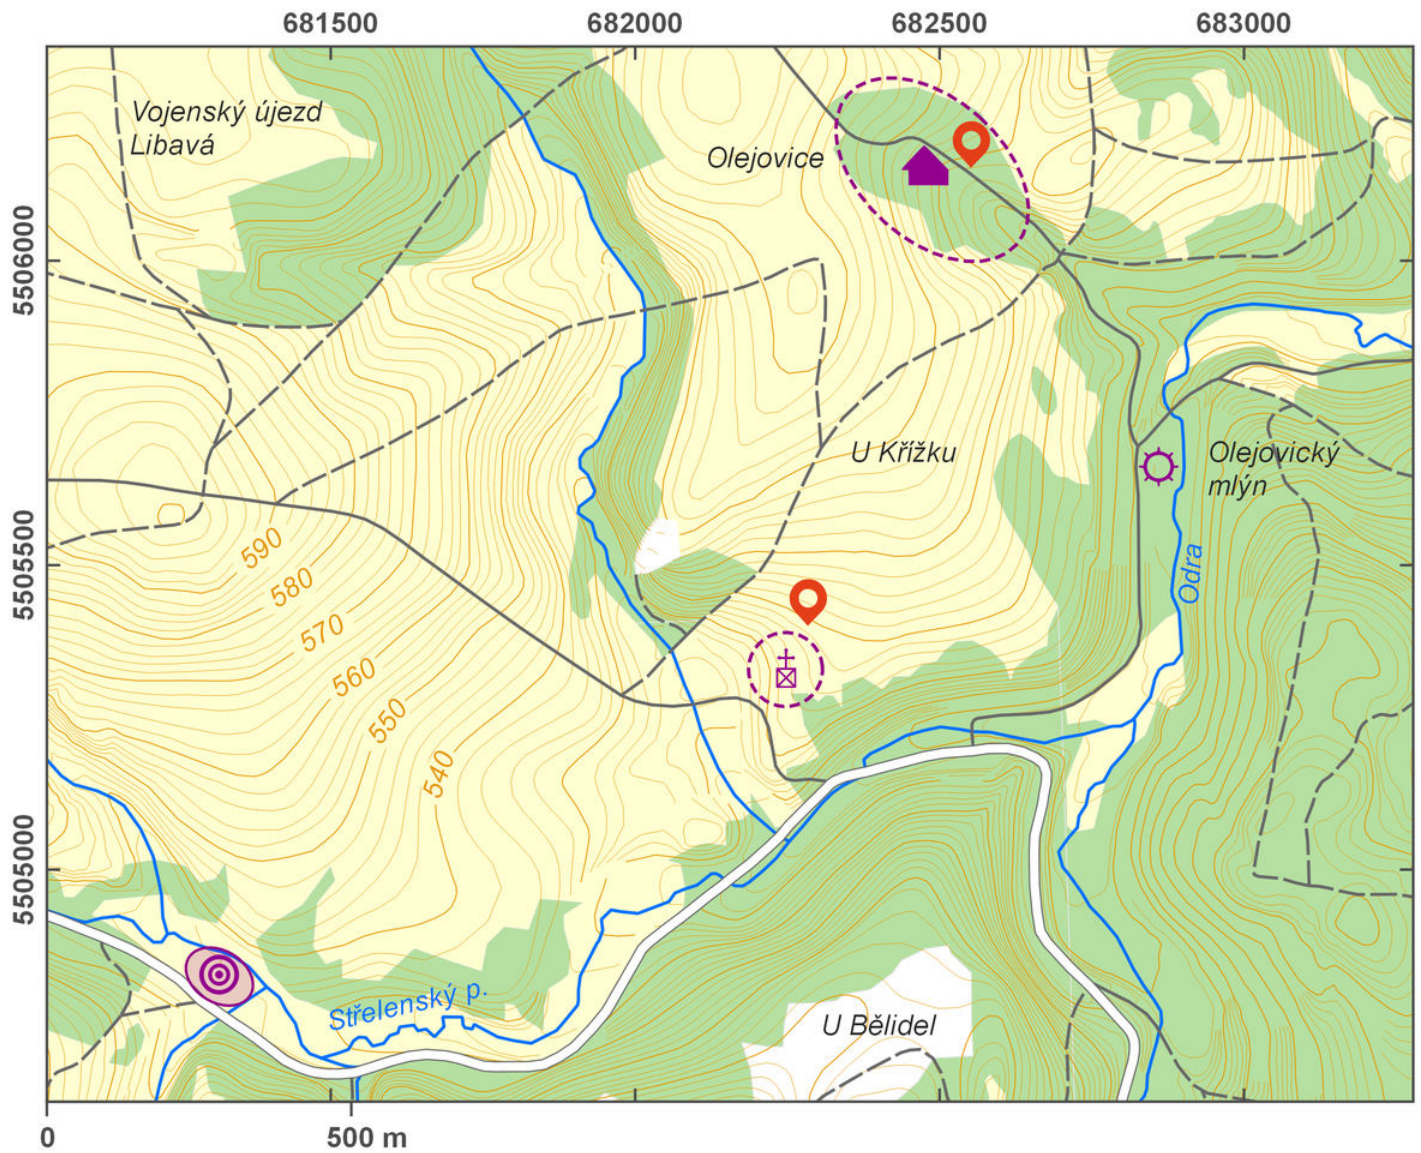 681500 682000 682500 683000
Vojenský újezd
Libavá
Olejovice
5506000
U Křížku
Olejovický
mlýn
5505500
590
580
570
560
550
540
Odra
5505000
Střelenský p.
U Bělidel
0 500 m